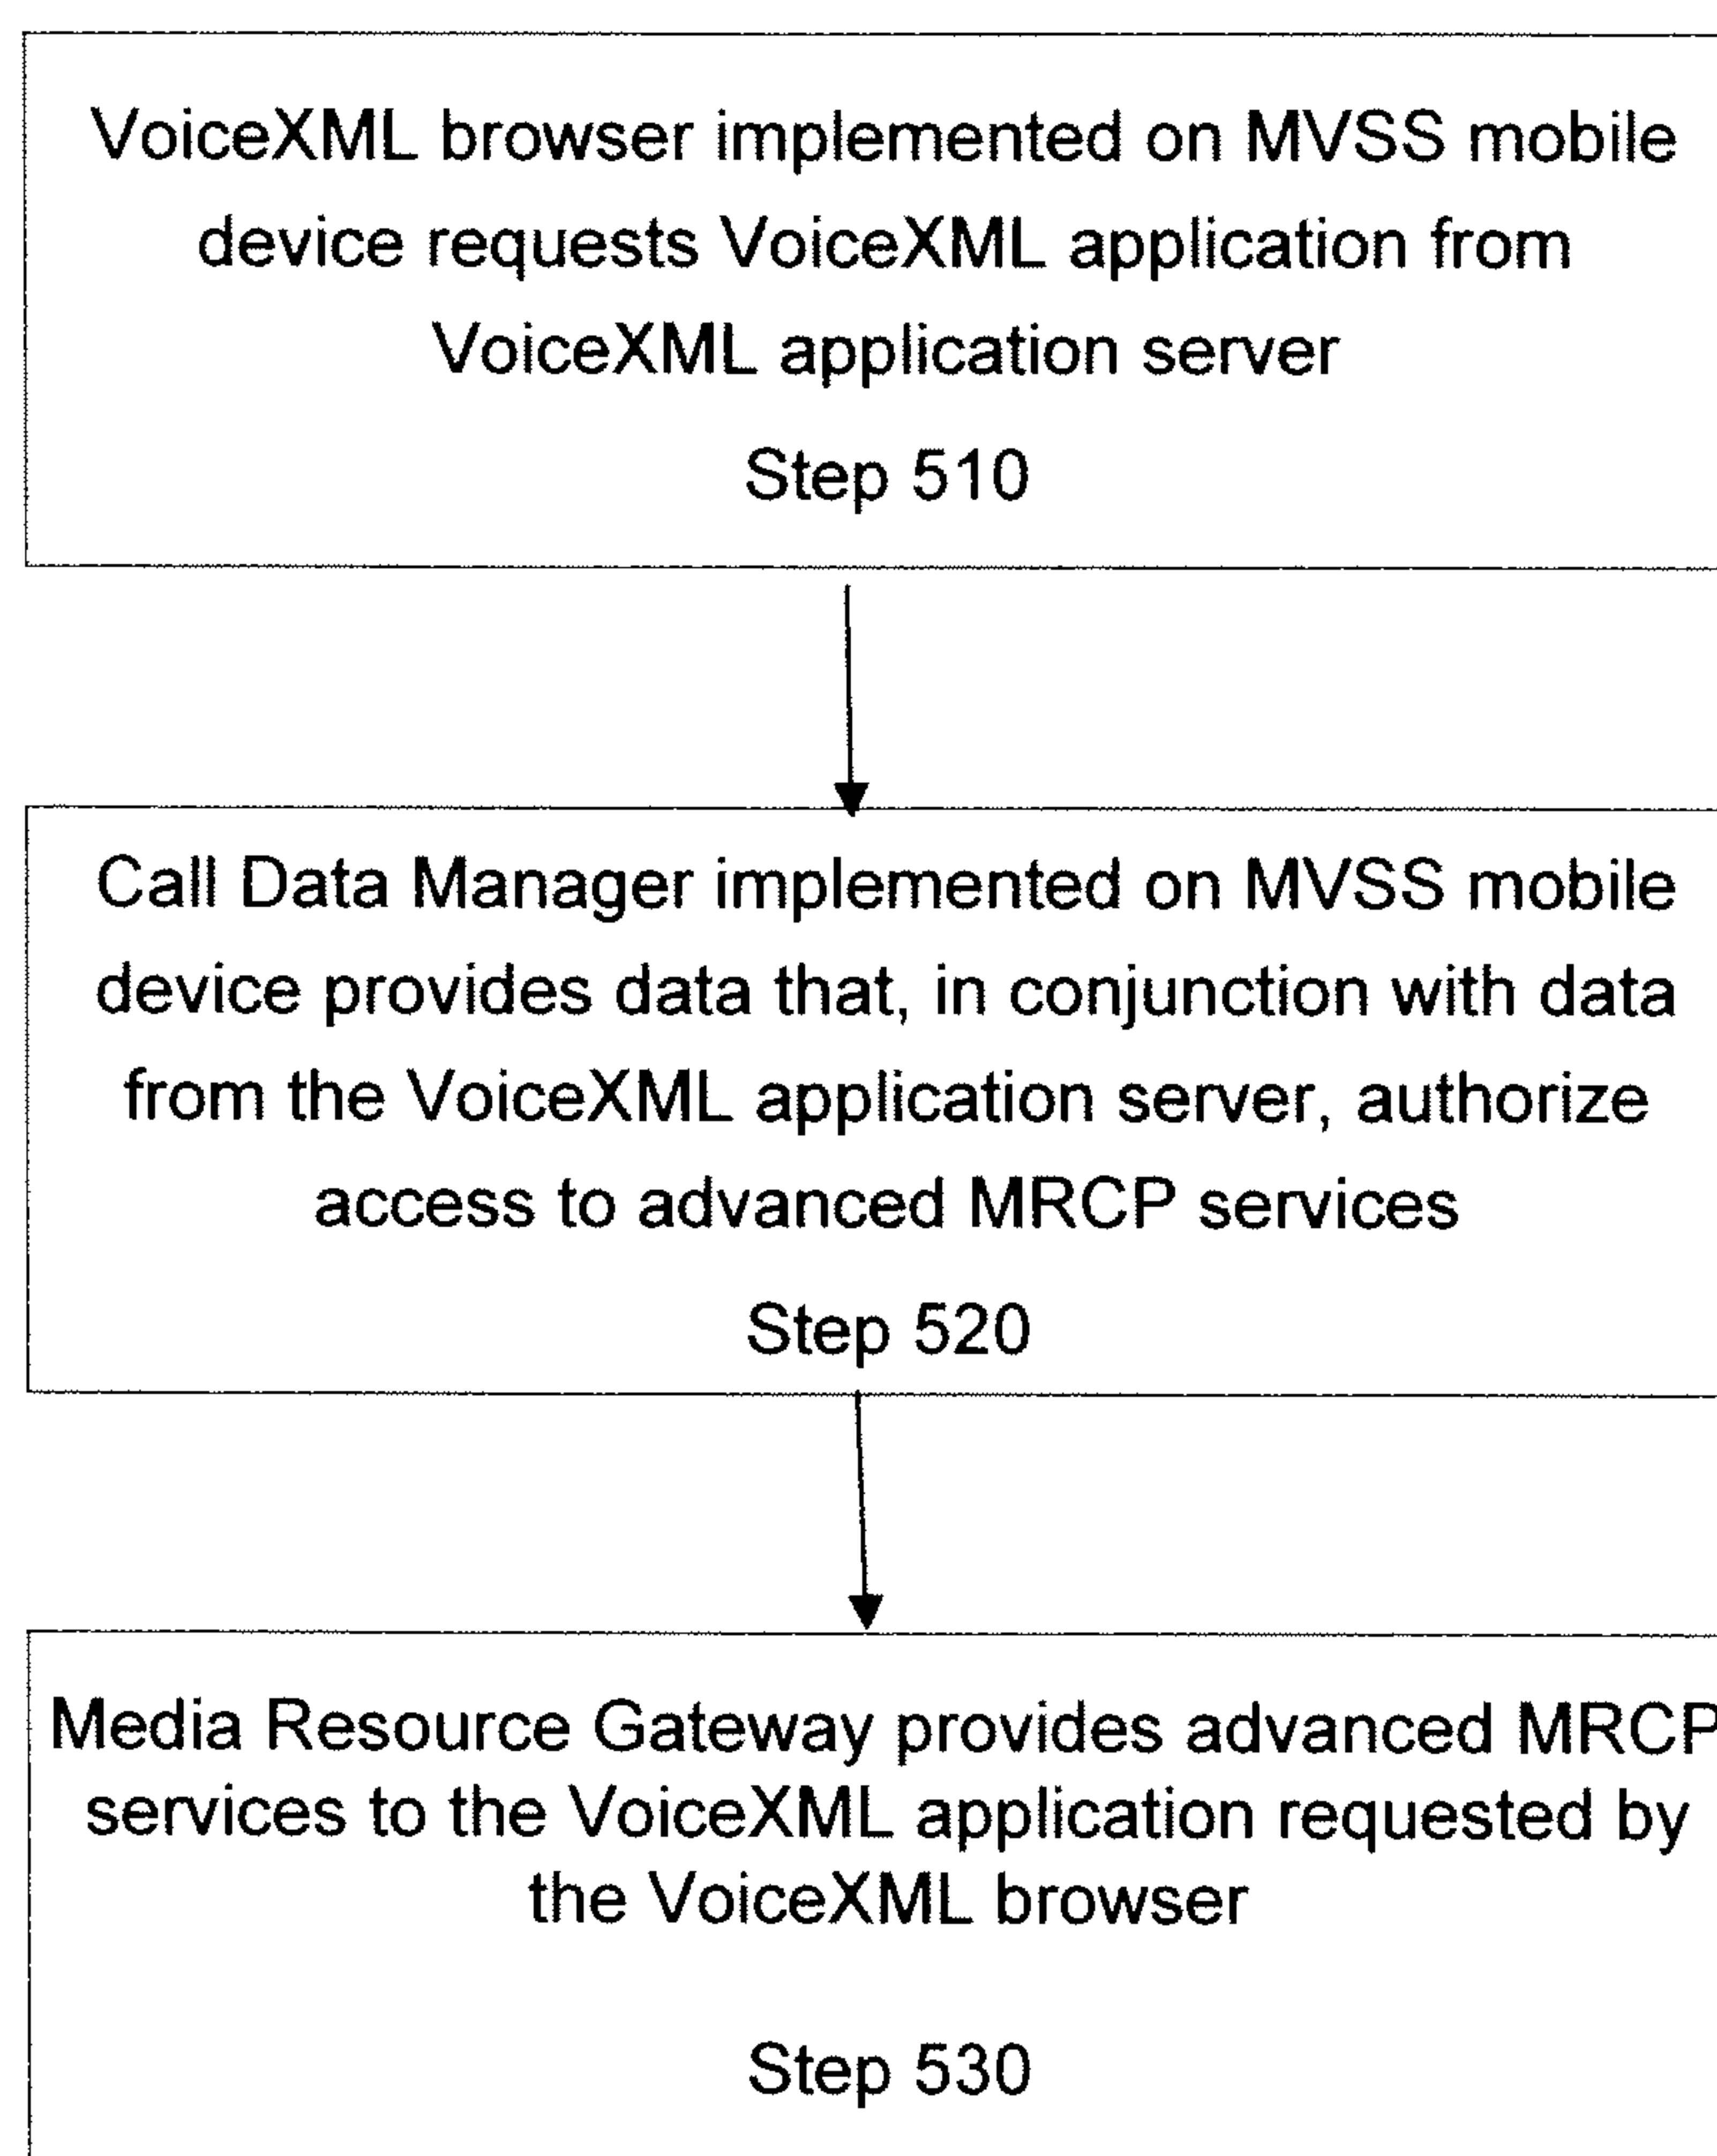 VoiceXML browser implemented on MVSS mobile
device requests VoiceXML application from
VoiceXML application server
Step 510
Call Data Manager implemented on MVSS mobile
device provides data that, in conjunction with data
from the VoiceXML application server, authorize
access to advanced MRCP services
Step 520
Media Resource Gateway provides advanced MRCP
services to the VoiceXML application requested by
the VoiceXML browser
Step 530